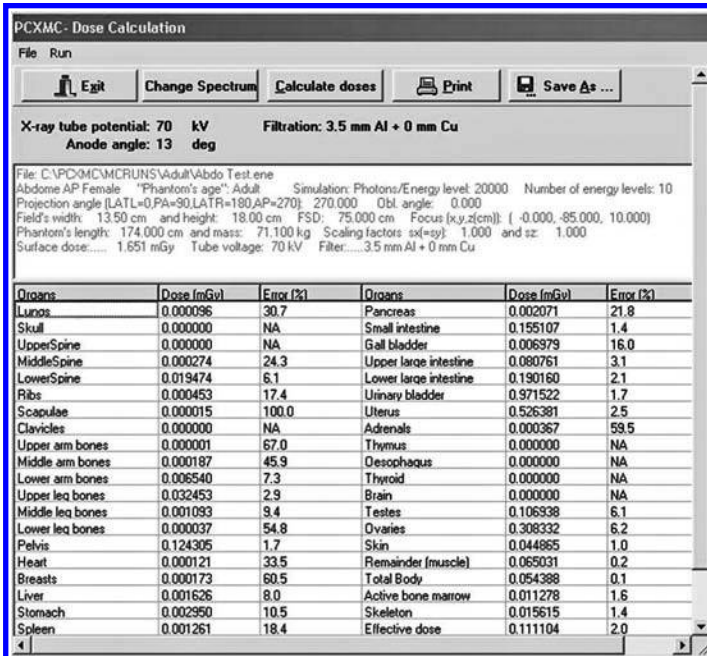 PCXMC- Dose Calculation
File Run
Exit Change Spectrum Calculate doses Print Save As ...
X-ray tube potential: 70 kV Filtration: 3.5 mm Al + 0 mm Cu
Anode angle: 13 deg
File: C:\PCXMC\MCRUNS\Adult\Abdo Test.ene
Abdome AP Female "Phantom's age": Adult Simulation: Photons/Energy level: 20000 Number of energy levels: 10
Projection angle (LATL=0,PA=90,LATR=180,AP=270): 270.000 Obl. angle: 0.000
Field's width: 13.50 cm and height: 18.00 cm FSD: 75.000 cm Focus (x,y,z(cm)): ( -0.000, -85.000, 10.000)
Phantom's length: 174.000 cm and mass: 71.100 kg Scaling factors sx(=sy): 1.000 and sz: 1.000
Surface dose:..... 1.651 mGy Tube voltage: 70 kV Filter:.....3.5 mm Al + 0 mm Cu
Organs Dose (mGy) Error (%) Organs Dose (mGy) Error (%)
Lungs 0.000096 30.7 Pancreas 0.002071 21.8
Skull 0.000000 NA Small intestine 0.155107 1.4
UpperSpine 0.000000 NA Gall bladder 0.006979 16.0
MiddleSpine 0.000274 24.3 Upper large intestine 0.080761 3.1
LowerSpine 0.019474 6.1 Lower large intestine 0.190160 2.1
Ribs 0.000453 17.4 Urinary bladder 0.971522 1.7
Scapulae 0.000015 100.0 Uterus 0.526381 2.5
Clavicles 0.000000 NA Adrenals 0.000367 59.5
Upper arm bones 0.000001 67.0 Thymus 0.000000 NA
Middle arm bones 0.000187 45.9 Oesophagus 0.000000 NA
Lower arm bones 0.006540 7.3 Thyroid 0.000000 NA
Upper leg bones 0.032453 2.9 Brain 0.000000 NA
Middle leg bones 0.001093 9.4 Testes 0.106938 6.1
Lower leg bones 0.000037 54.8 Ovaries 0.308332 6.2
Pelvis 0.124305 1.7 Skin 0.044865 1.0
Heart 0.000121 33.5 Remainder (muscle) 0.065031 0.2
Breasts 0.000173 60.5 Total Body 0.054388 0.1
Liver 0.001626 8.0 Active bone marrow 0.011278 1.6
Stomach 0.002950 10.5 Skeleton 0.015615 1.4
Spleen 0.001261 18.4 Effective dose 0.111104 2.0